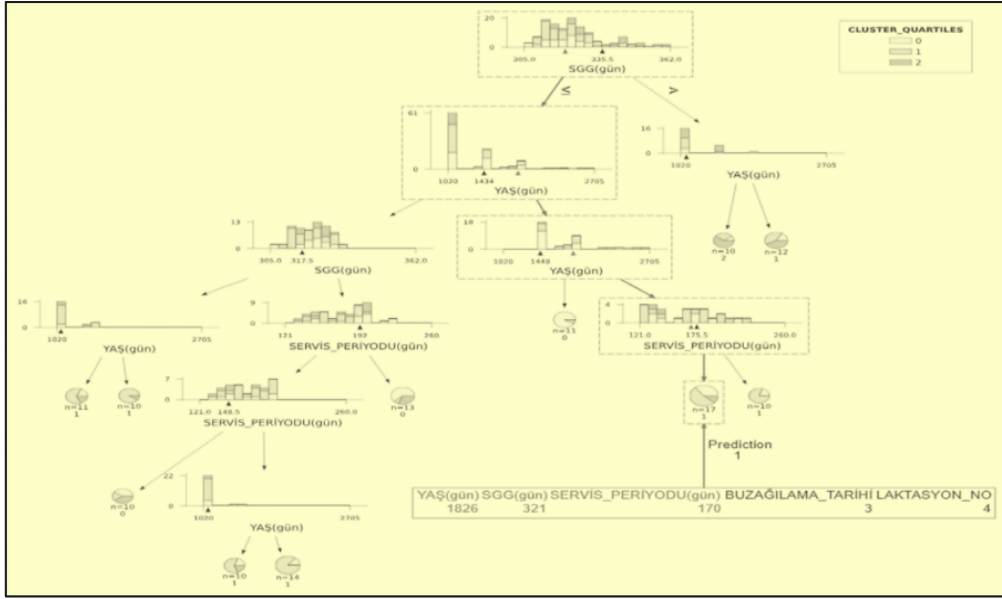 20
0
305.0 335.5 362.0
SGG(gün)
CLUSTER_QUARTILES
0
1
2
≤ >
61
0
1020 1434 2705
YAŞ(gün)
16
0
1020 2705
YAŞ(gün)
n=10
2
n=12
1
13
0
305.0 317.5 362.0
SGG(gün)
18
0
1020 1449 2705
YAŞ(gün)
16
0
1020 2705
YAŞ(gün)
9
0
121 192 260
SERVİS_PERİYODU(gün)
n=11
0
4
0
121.0 175.5 260.0
SERVİS_PERİYODU(gün)
n=11
1
n=10
1
7
0
121.0 148.5 260.0
SERVİS_PERİYODU(gün)
n=13
0
n=17
1
n=10
1
Prediction
1
n=10
0
22
0
1020 2705
YAŞ(gün)
n=10
1
n=14
1
YAŞ(gün) SGG(gün) SERVİS_PERİYODU(gün) BUZAĞILAMA_TARİHİ LAKTASYON_NO
1826 321 170 3 4